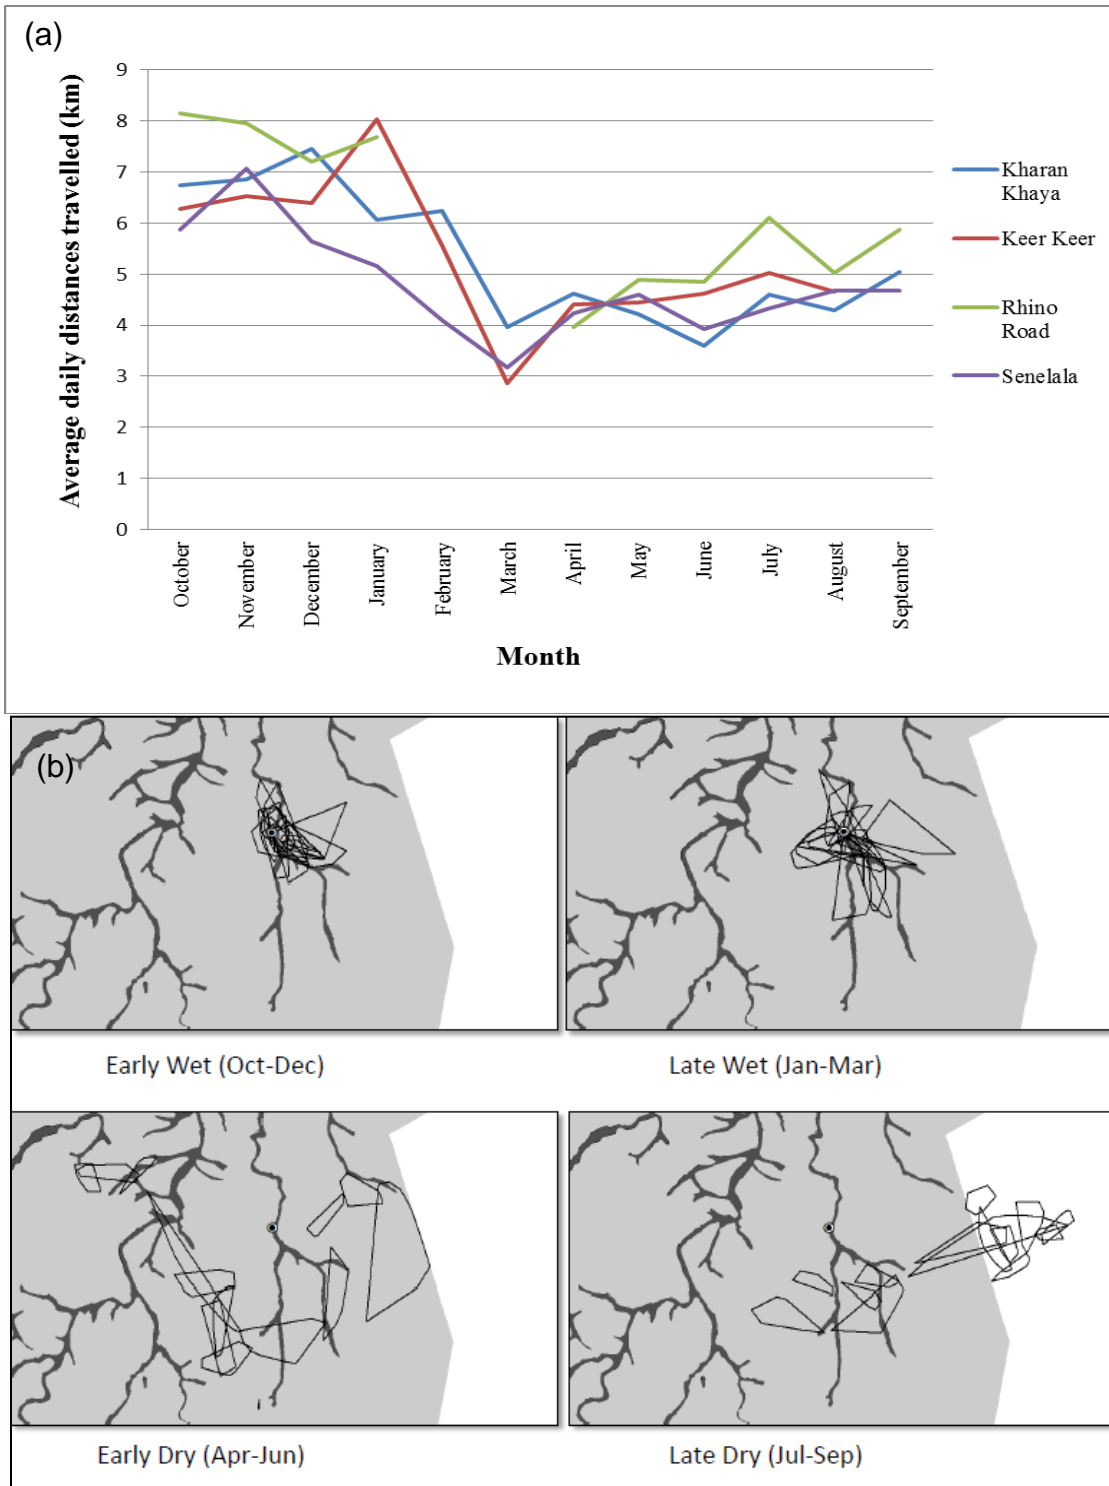 (a)
Average daily distances travelled (km)
9
8
7
6
5
4
3
2
1
0
October
November
December
January
February
March
April
May
June
July
August
September
Month
Kharan
Khaya
Keer Keer
Rhino
Road
Senelala
(b)
Early Wet (Oct-Dec)
Late Wet (Jan-Mar)
Early Dry (Apr-Jun)
Late Dry (Jul-Sep)